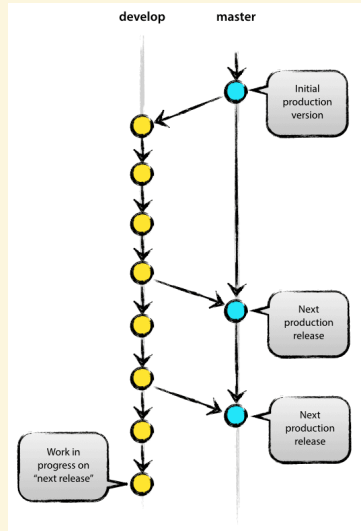 develop master
Initial
production
version
Next
production
release
Next
production
release
Work in
progress on
“next release”